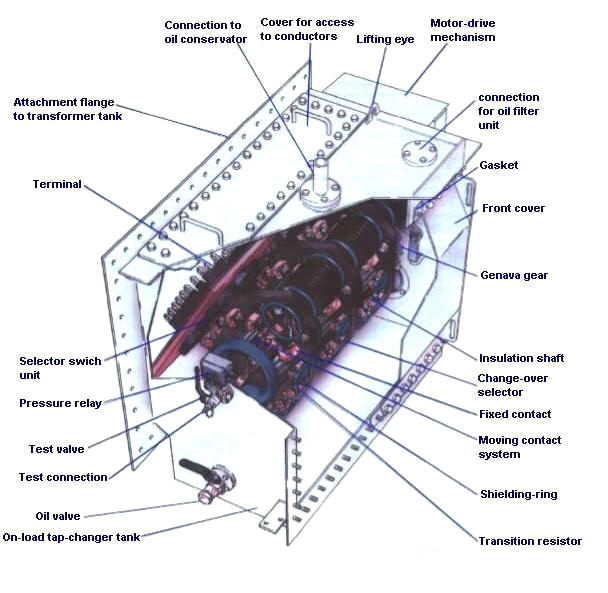 Connection to
oil conservator
Cover for access
to conductors
Lifting eye
Motor-drive
mechanism
Attachment flange
to transformer tank
connection
for oil filter
unit
Terminal
Gasket
Front cover
Genava gear
Selector swich
unit
Insulation shaft
Pressure relay
Change-over
selector
Fixed contact
Test valve
Moving contact
system
Test connection
Shielding-ring
Oil valve
On-load tap-changer tank
Transition resistor